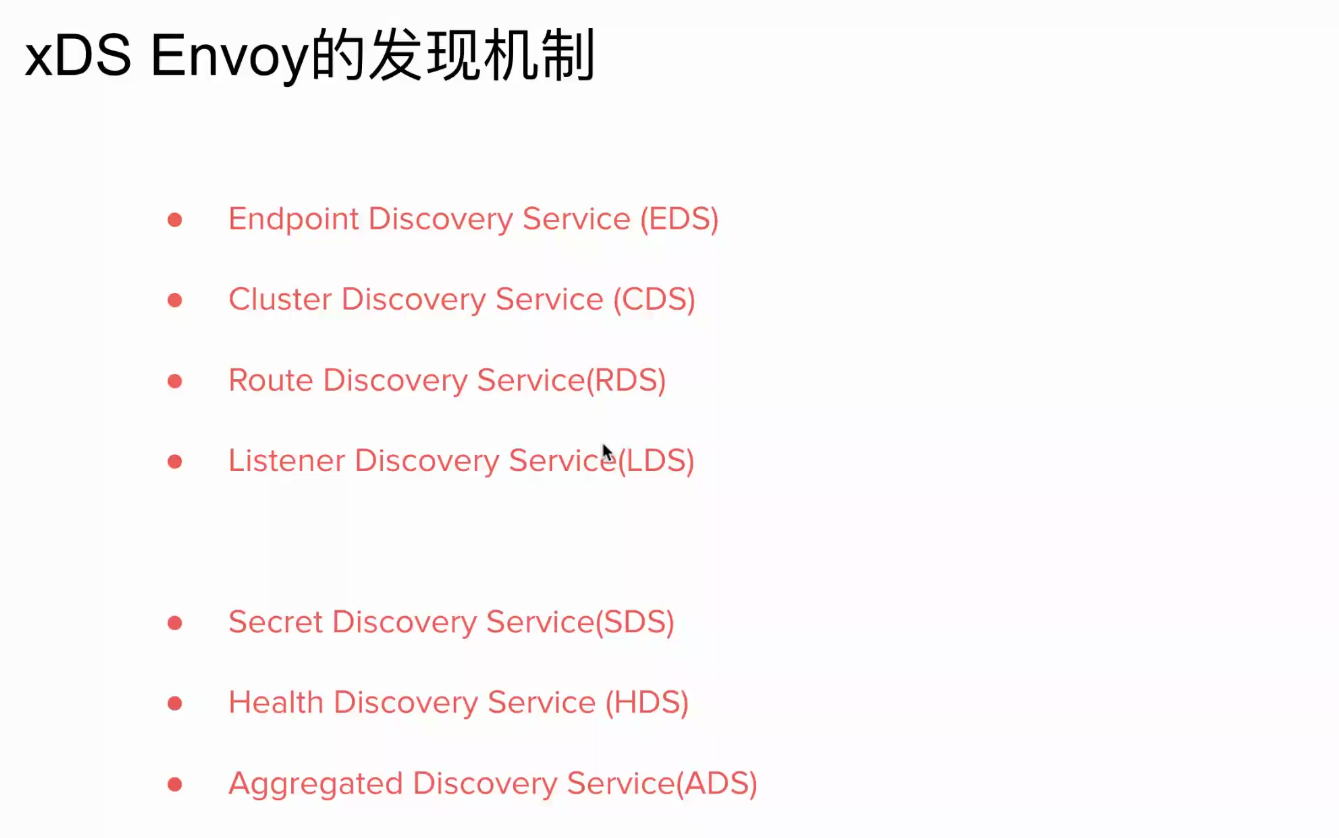 xDS Envoy的发现机制
● Endpoint Discovery Service (EDS)
● Cluster Discovery Service (CDS)
● Route Discovery Service(RDS)
● Listener Discovery Service(LDS)
● Secret Discovery Service(SDS)
● Health Discovery Service (HDS)
● Aggregated Discovery Service(ADS)